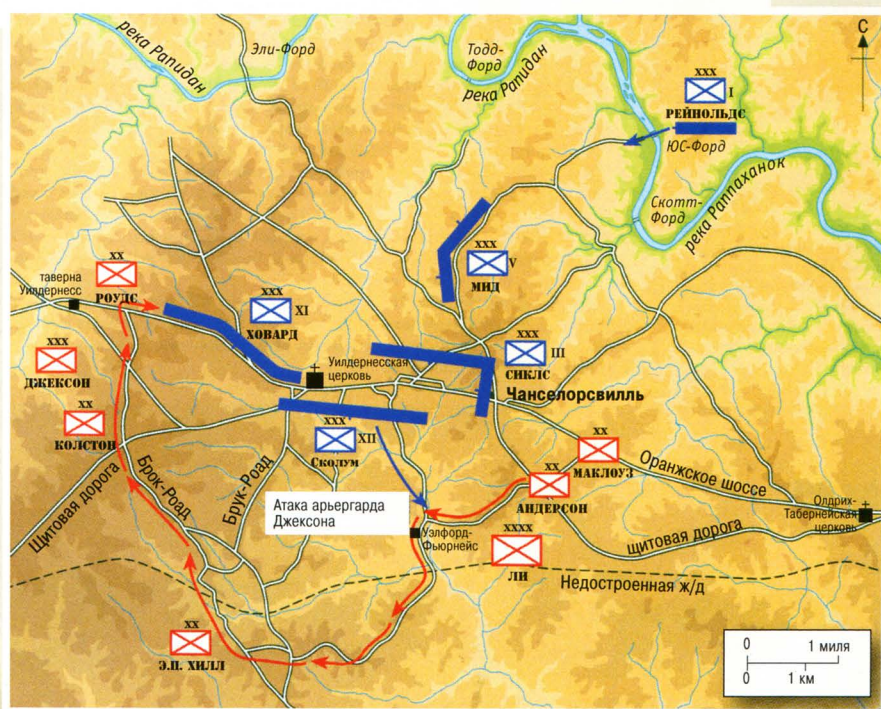 река Рапидан
Эли-Форд
Тодд-
Форд
река Рапидан
С
XXX
I
РЕЙНОЛЬДС
ЮС-Форд
Скотт-
Форд
река Раппаханок
XX
РОУДС
таверна
Уилдернесс
XXX
XI
ХОВАРД
XXX
V
МИД
XXX
ДЖЕКСОН
Уилдернесская
церковь
XXX
III
СИКЛС
Чанселорсвилль
XX
КОЛСТОН
XXX
XII
Сколум
XX
МАКЛОУЗ
Оранжское шоссе
XX
АНДЕРСОН
Щитовая дорога
Брок-Роад
Брук-Роад
Атака арьергарда
Джексона
Уэлфорд-
Фьюрнейс
Олдрих-
Табернейская
церковь
щитовая дорога
XXXX
ЛИ
Недостроенная ж/д
XX
Э.П. ХИЛЛ
0 1 миля
0 1 км